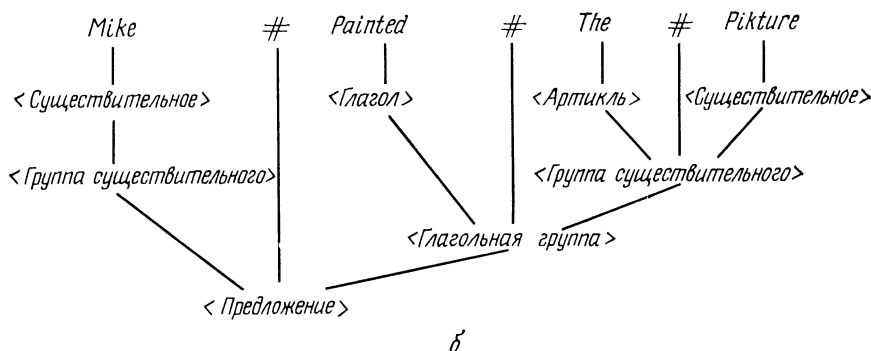 Mike # Painted # The # Pikture
<Существительное> <Глагол> <Артикль> <Существительное>
<Группа существительного> <Группа существительного>
<Глагольная группа>
<Предложение>
б